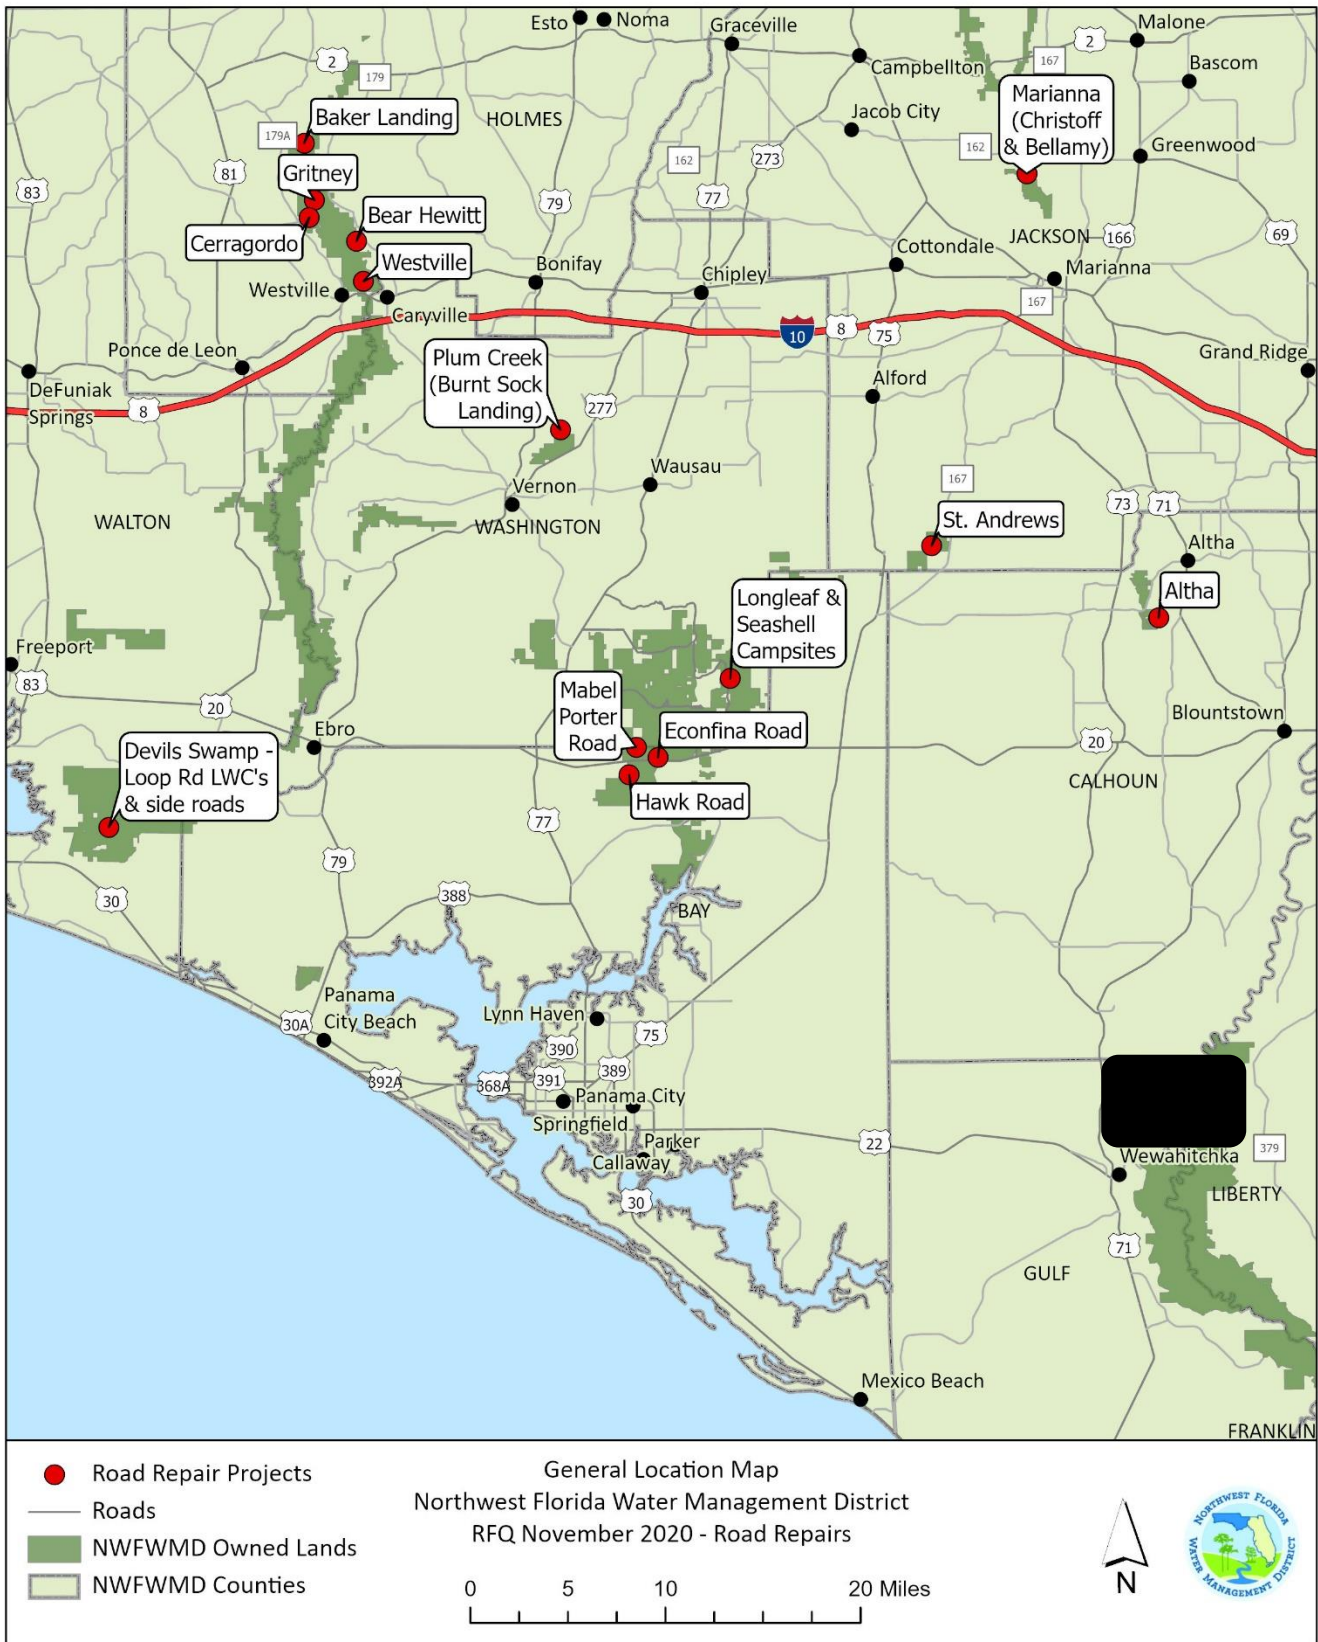 Esto
Noma
Graceville
Malone
2
179
2
167
Campbellton
Bascom
Baker Landing
HOLMES
Jacob City
Marianna
(Christoff
& Bellamy)
179A
162
273
162
Greenwood
81
Gritney
83
77
79
Bear Hewitt
Cerragordo
JACKSON
166
69
Westville
Cottondale
Bonifay
Chipley
Marianna
Westville
Caryville
167
10
8
75
Ponce de Leon
Plum Creek
(Burnt Sock
Landing)
Grand Ridge
DeFuniak
Springs
8
Alford
277
Wausau
167
Vernon
73
71
WALTON
WASHINGTON
St. Andrews
Altha
Longleaf &
Seashell
Campsites
Altha
Freeport
83
Mabel
Porter
Road
20
Ebro
Econfina Road
Blountstown
20
Devils Swamp -
Loop Rd LWC's
& side roads
CALHOUN
Hawk Road
77
79
30
388
BAY
Panama
City Beach
Lynn Haven
30A
75
390
389
392A
368A
391
Panama City
Springfield
Parker
22
379
Callaway
Wewahitchka
30
LIBERTY
71
GULF
Mexico Beach
FRANKLIN
Road Repair Projects
Roads
NWFWMD Owned Lands
NWFWMD Counties
General Location Map
Northwest Florida Water Management District
RFQ November 2020 - Road Repairs
0 5 10 20 Miles
N
NORTHWEST FLORIDA
WATER MANAGEMENT DISTRICT